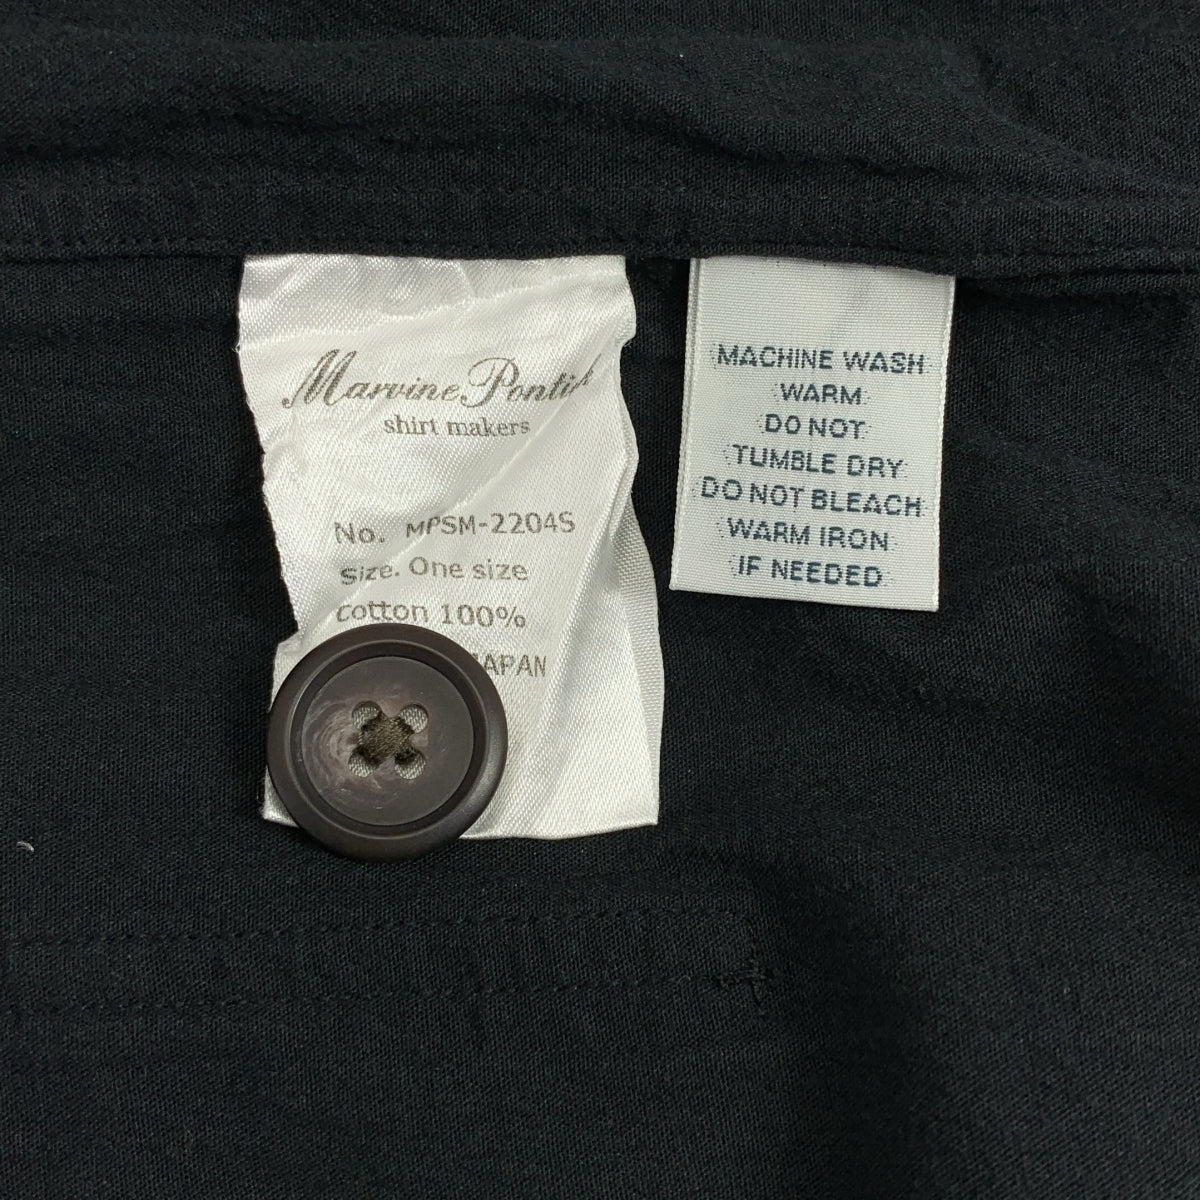 Marvine Pontiak
shirt makers
No. MPSM-2204S
Size. One size
cotton 100%
JAPAN
MACHINE WASH
WARM
DO NOT
TUMBLE DRY
DO NOT BLEACH
WARM IRON
IF NEEDED